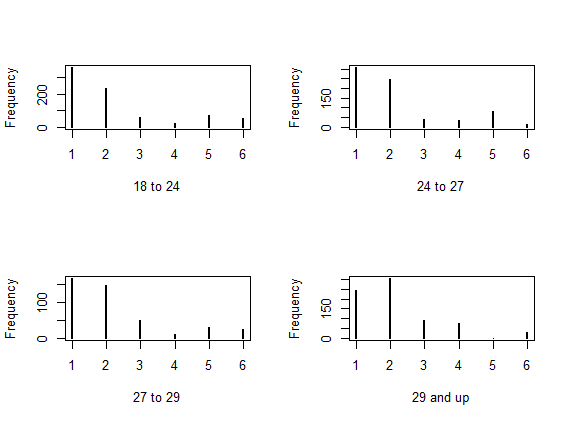 Frequency
200
0
1 2 3 4 5 6
18 to 24
Frequency
150
0
1 2 3 4 5 6
24 to 27
Frequency
100
0
1 2 3 4 5 6
27 to 29
Frequency
150
0
1 2 3 4 5 6
29 and up